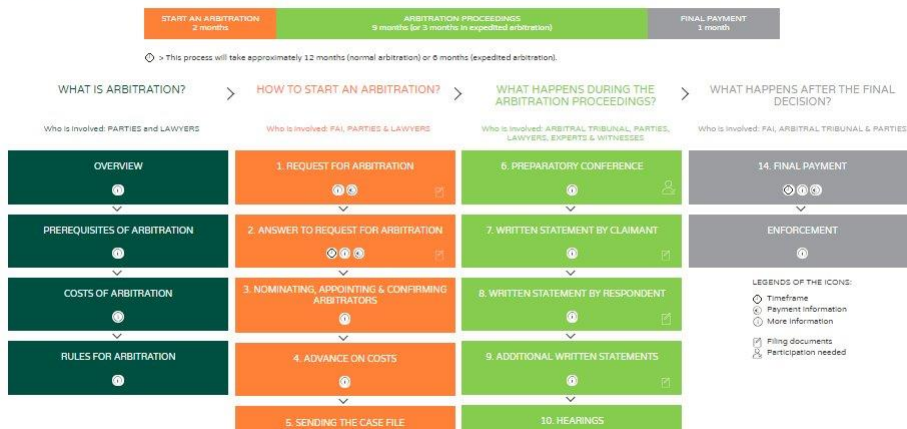 START AN ARBITRATION
2 months
ARBITRATION PROCEEDINGS
9 months (or 3 months in expedited arbitration)
FINAL PAYMENT
1 month
> This process will take approximately 12 months (normal arbitration) or 6 months (expedited arbitration).
WHAT IS ARBITRATION?
Who is involved: PARTIES and LAWYERS
OVERVIEW
PREREQUISITES OF ARBITRATION
COSTS OF ARBITRATION
RULES FOR ARBITRATION
HOW TO START AN ARBITRATION?
Who is involved: FAI, PARTIES & LAWYERS
1. REQUEST FOR ARBITRATION
2. ANSWER TO REQUEST FOR ARBITRATION
3. NOMINATING, APPOINTING & CONFIRMING
ARBITRATORS
4. ADVANCE ON COSTS
5. SENDING THE CASE FILE
WHAT HAPPENS DURING THE
ARBITRATION PROCEEDINGS?
Who is involved: ARBITRAL TRIBUNAL, PARTIES,
LAWYERS, EXPERTS & WITNESSES
6. PREPARATORY CONFERENCE
7. WRITTEN STATEMENT BY CLAIMANT
8. WRITTEN STATEMENT BY RESPONDENT
9. ADDITIONAL WRITTEN STATEMENTS
10. HEARINGS
WHAT HAPPENS AFTER THE FINAL
DECISION?
Who is involved: FAI, ARBITRAL TRIBUNAL & PARTIES
14. FINAL PAYMENT
ENFORCEMENT
LEGENDS OF THE ICONS:
Timeframe
Payment information
More information
Filing documents
Participation needed